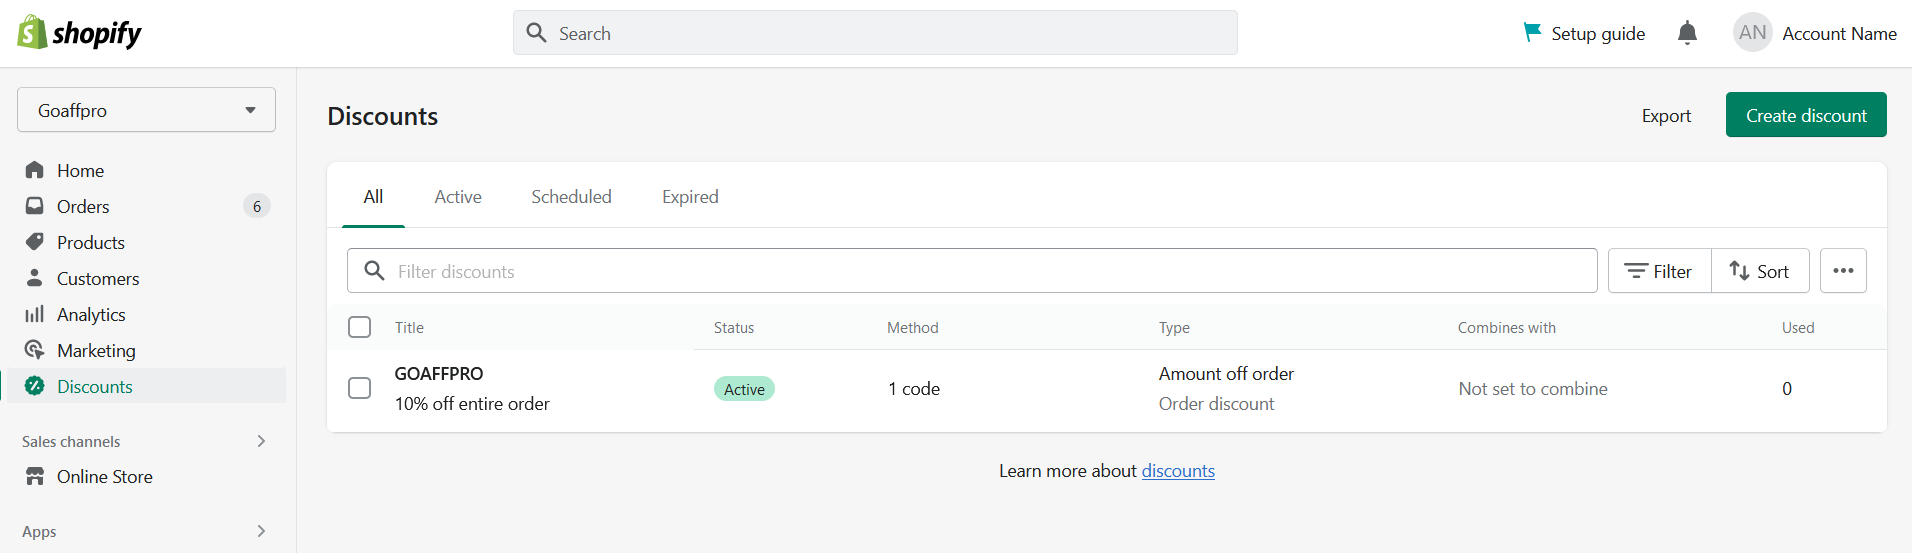 shopify
Search
Setup guide
AN
Account Name
Goaffpro
Home
Orders 6
Products
Customers
Analytics
Marketing
Discounts
Sales channels
Online Store
Apps
Discounts
Export
Create discount
All Active Scheduled Expired
Filter discounts
Filter
Sort
Title Status Method Type Combines with Used
GOAFFPRO
10% off entire order
Active
1 code
Amount off order
Order discount
Not set to combine
0
Learn more about discounts